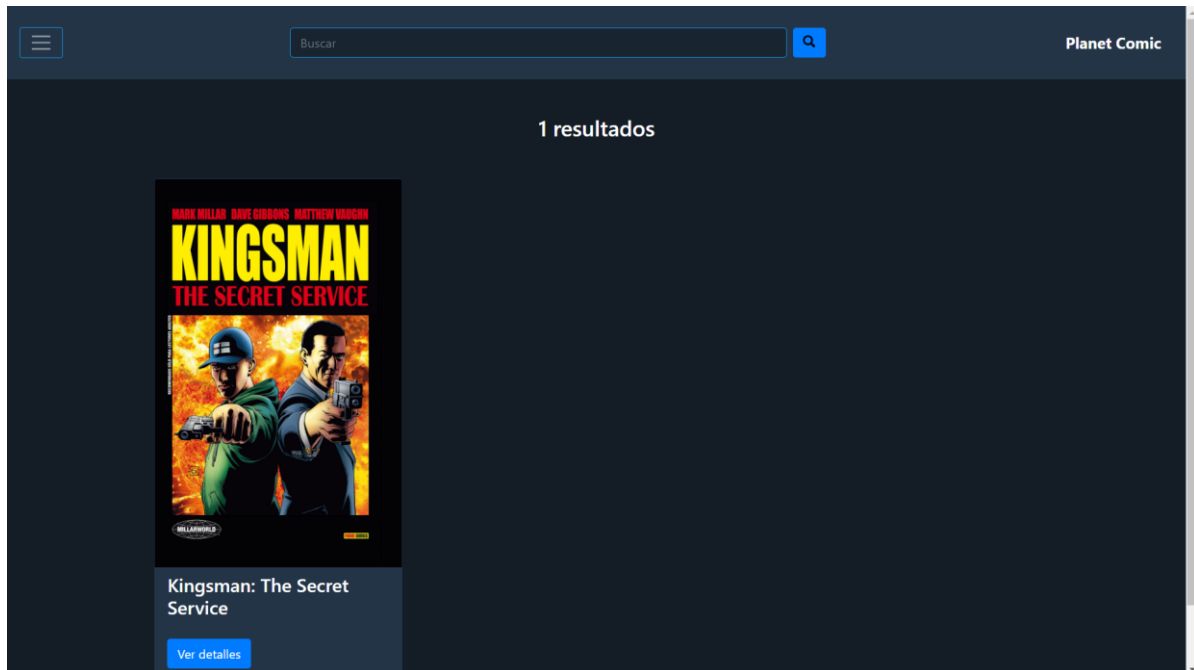 Buscar
Planet Comic
1 resultados
MARK MILLAR DAVE GIBBONS MATTHEW VAUGHN
KINGSMAN
THE SECRET SERVICE
MILLARWORLD
Kingsman: The Secret
Service
Ver detalles